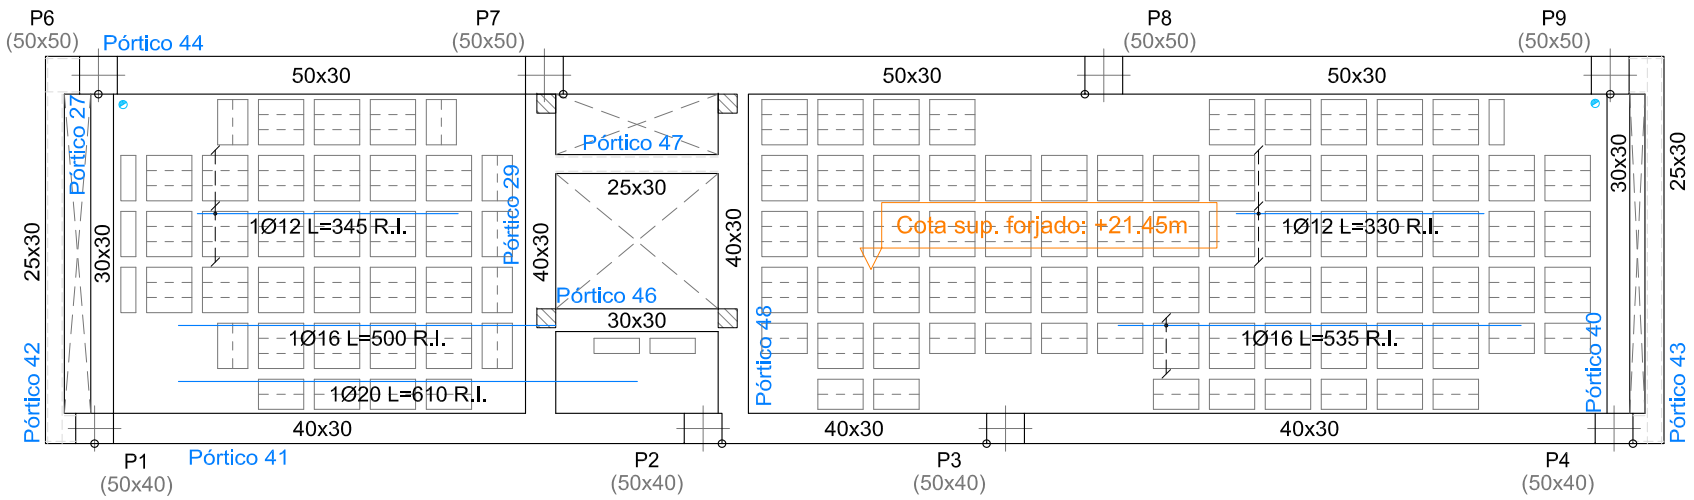 P6
(50x50)
Pórtico 44
P7
(50x50)
P8
(50x50)
P9
(50x50)
50x30
50x30
50x30
Pórtico 27
Pórtico 47
25x30
Pórtico 29
30x30
25x30
1Ø12 L=345 R.I.
Cota sup. forjado: +21.45m
1Ø12 L=330 R.I.
25x30
30x30
40x30
40x30
Pórtico 46
30x30
1Ø16 L=500 R.I.
1Ø16 L=535 R.I.
Pórtico 48
Pórtico 40
Pórtico 42
Pórtico 43
1Ø20 L=610 R.I.
40x30
40x30
40x30
P1
(50x40)
Pórtico 41
P2
(50x40)
P3
(50x40)
P4
(50x40)